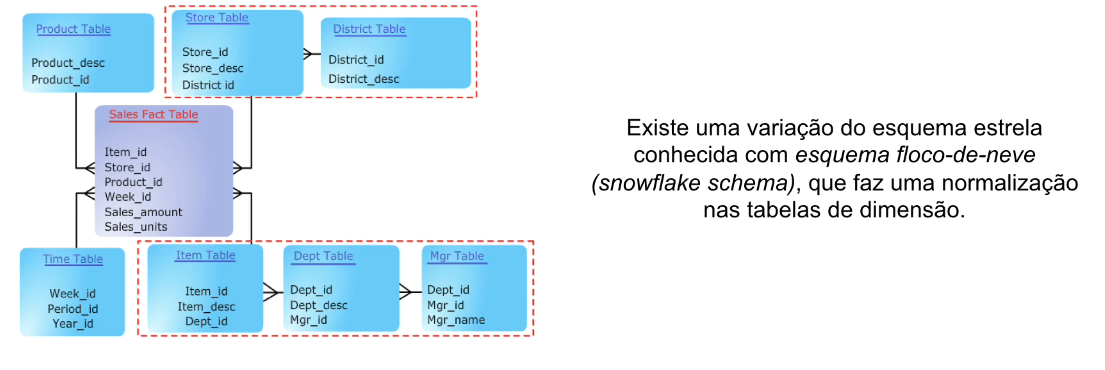 Product Table
Product_desc
Product_id
Store Table
Store_id
Store_desc
District id
District Table
District_id
District_desc
Sales Fact Table
Item_id
Store_id
Product_id
Week_id
Sales_amount
Sales_units
Time Table
Week_id
Period_id
Year_id
Item Table
Item_id
Item_desc
Dept_id
Dept Table
Dept_id
Dept_desc
Mgr_id
Mgr Table
Dept_id
Mgr_id
Mgr_name
Existe uma variação do esquema estrela
conhecida com esquema floco-de-neve
(snowflake schema), que faz uma normalização
nas tabelas de dimensão.